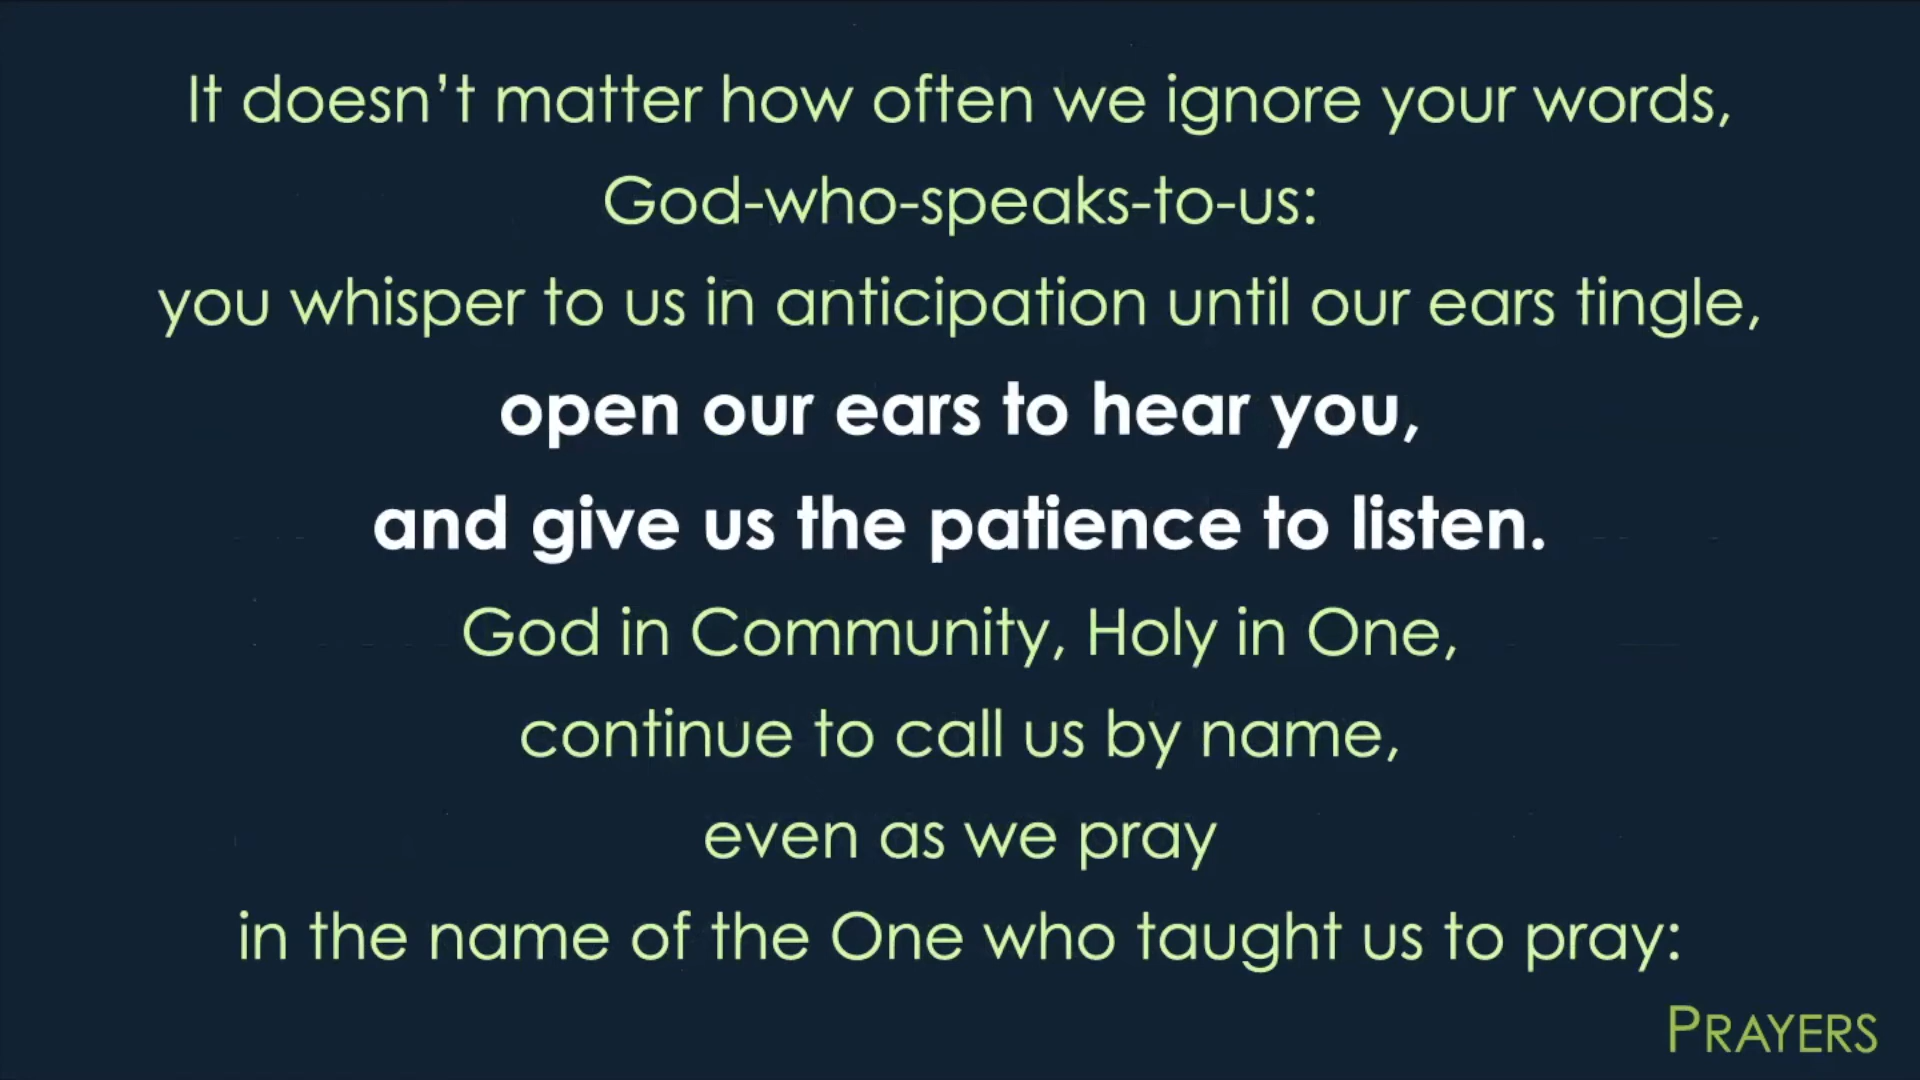 It doesn’t matter how often we ignore your words,
God-who-speaks-to-us:
you whisper to us in anticipation until our ears tingle,
open our ears to hear you,
and give us the patience to listen.
God in Community, Holy in One,
continue to call us by name,
even as we pray
in the name of the One who taught us to pray:
PRAYERS